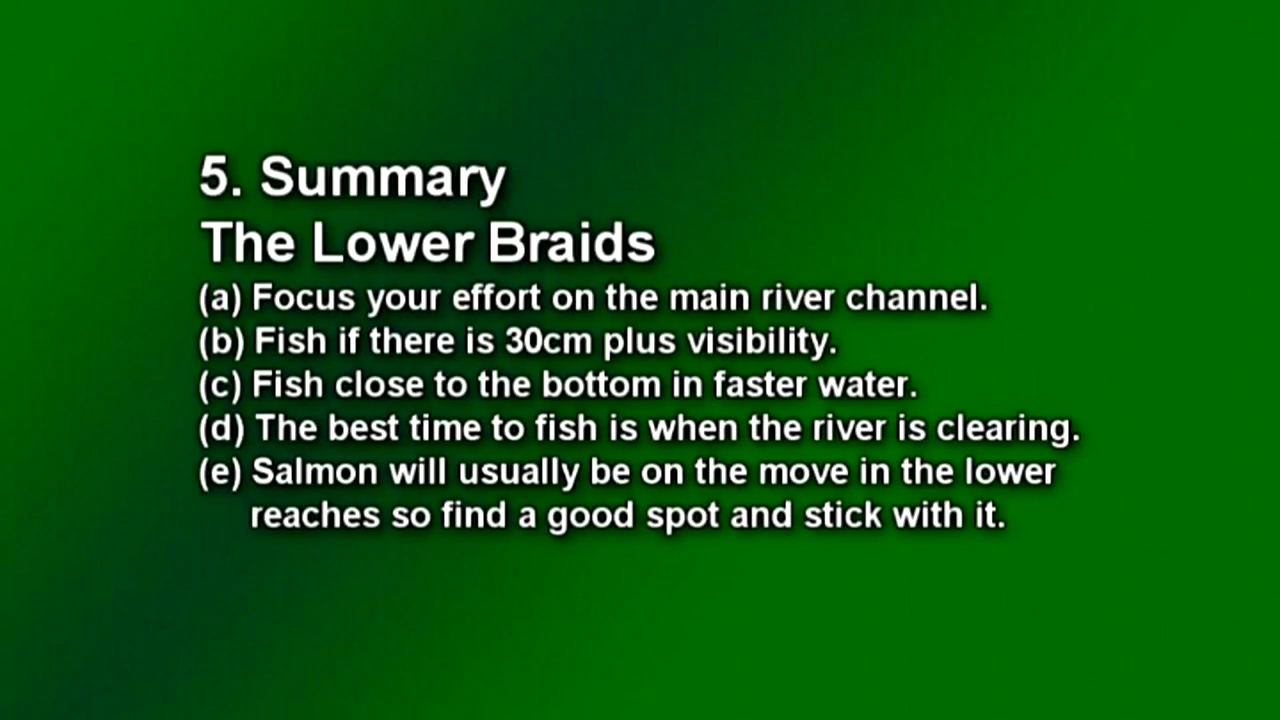 5. Summary
The Lower Braids
(a) Focus your effort on the main river channel.
(b) Fish if there is 30cm plus visibility.
(c) Fish close to the bottom in faster water.
(d) The best time to fish is when the river is clearing.
(e) Salmon will usually be on the move in the lower
reaches so find a good spot and stick with it.